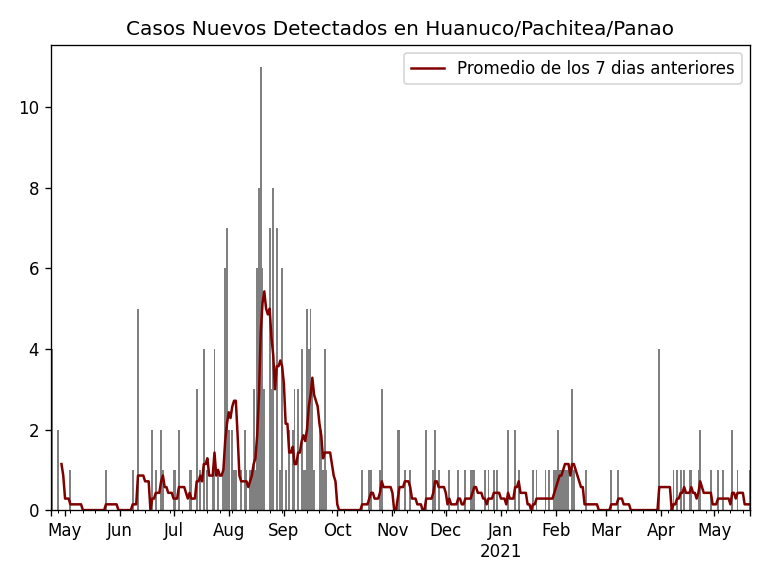 Casos Nuevos Detectados en Huanuco/Pachitea/Panao
Promedio de los 7 dias anteriores
10
8
6
4
2
0
May Jun Jul Aug Sep Oct Nov Dec Jan Feb Mar Apr May
2021